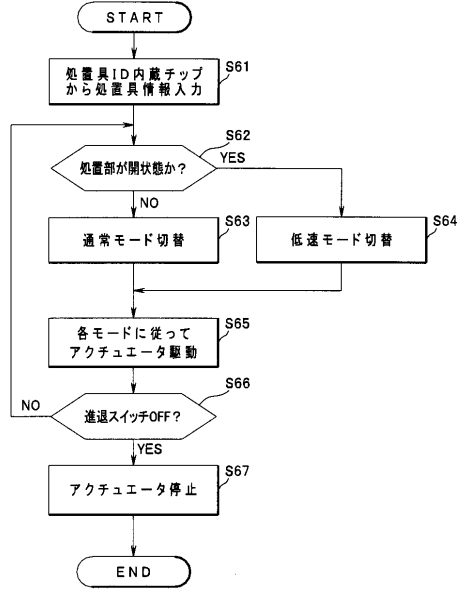 START
処置具ID内蔵チップ
から処置具情報入力
S61
処置部が開状態か?
S62
YES
NO
通常モード切替
S63
低速モード切替
S64
各モードに従って
アクチュエータ駆動
S65
進退スイッチOFF?
S66
NO
YES
アクチュエータ停止
S67
END